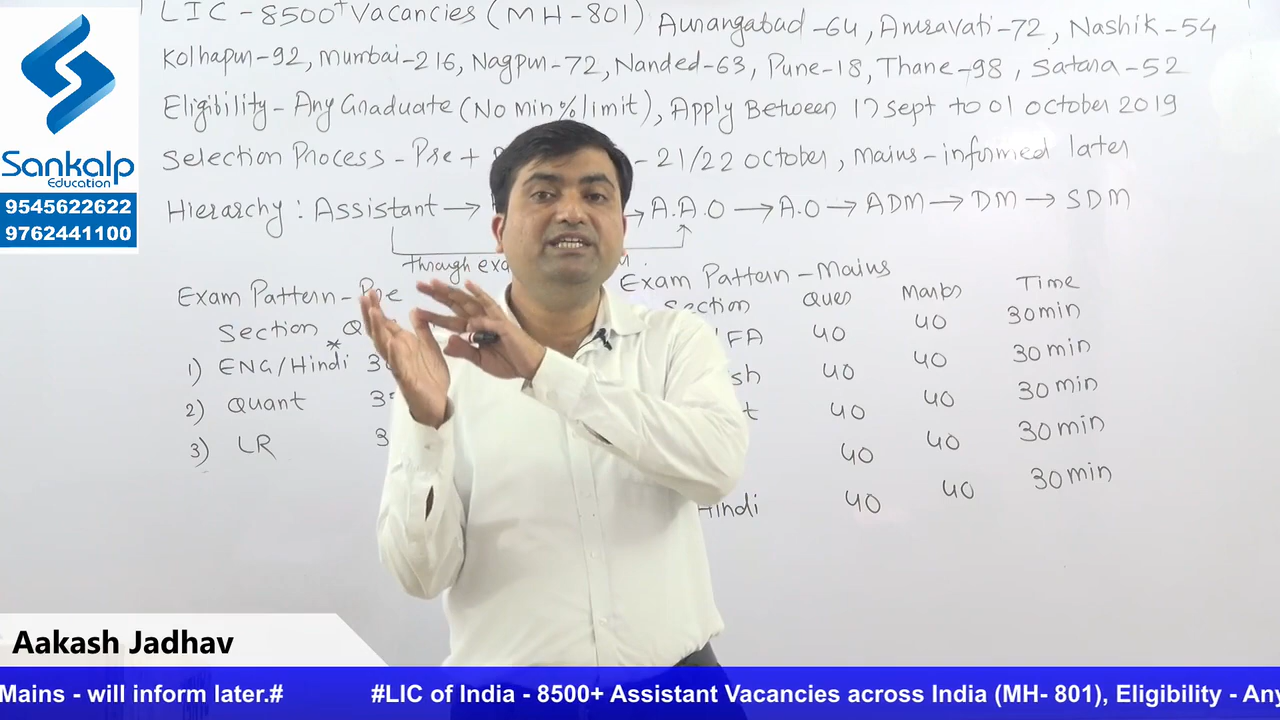 LIC - 8500+ Vacancies (MH - 801) Aurangabad - 64, Amravati - 72, Nashik - 54
Kolhapur - 92, Mumbai - 216, Nagpur - 72, Nanded - 63, Pune - 18, Thane - 98, Satara - 52
Eligibility - Any Graduate (No Min % limit), Apply Between 17 Sept to 01 October 2019
Selection Process - Pre + - 21/22 October, Mains - informed later
Hierarchy : Assistant → → A.A.O → A.O → ADM → DM → SDM
Through
Exam Pattern - Pre
Section
1) ENG/Hindi*
2) Quant
3) LR
Exam Pattern - Mains
Section Ques Marks Time
FA 40 40 30 min
40 40 30 min
40 40 30 min
40 40 30 min
Hindi 40 40 30 min
Sankalp
Education
9545622622
9762441100
Aakash Jadhav
Mains - will inform later.# #LIC of India - 8500+ Assistant Vacancies across India (MH- 801), Eligibility - Any